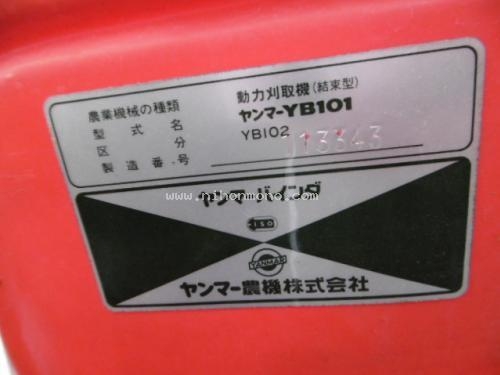 農業機械の種類 動力刈取機(結束型)
型式名 ヤンマーYB101
区分 YB102
製造番号 013343
www.nihonmono.com
ヤンマーバインダ
ISO
YANMAR
ヤンマー農機株式会社